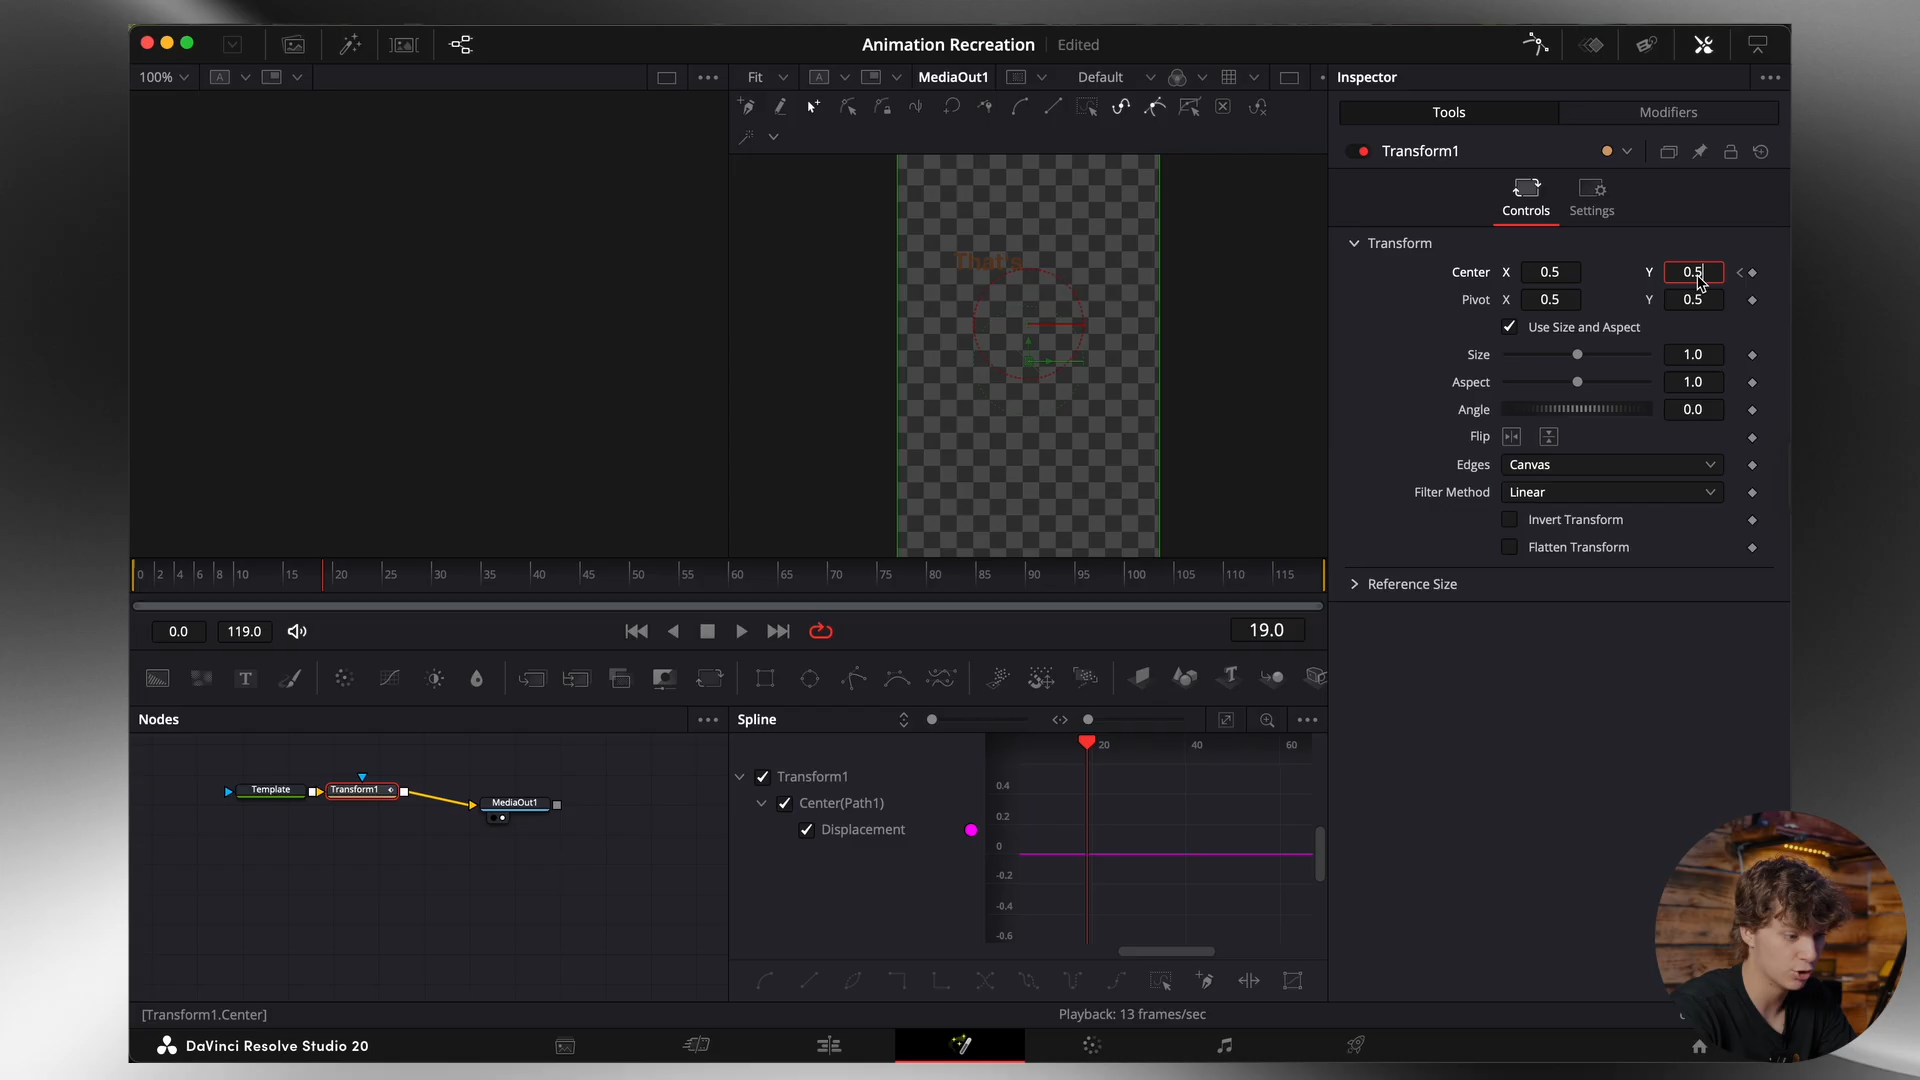 Animation Recreation Edited
100% A Fit A MediaOut1 Default Inspector
Tools Modifiers
Transform1
Controls Settings
That's
Transform
Center X 0.5 Y 0.5
Pivot X 0.5 Y 0.5
Use Size and Aspect
Size 1.0
Aspect 1.0
Angle 0.0
Flip
Edges Canvas
Filter Method Linear
Invert Transform
Flatten Transform
Reference Size
0 2 4 6 8 10 15 20 25 30 35 40 45 50 55 60 65 70 75 80 85 90 95 100 105 110 115
0.0 119.0 19.0
T T
Nodes Spline
20 40 60
Transform1
Center(Path1)
Displacement
0.4
0.2
0
-0.2
-0.4
-0.6
Template Transform1 MediaOut1
[Transform1.Center] Playback: 13 frames/sec
DaVinci Resolve Studio 20